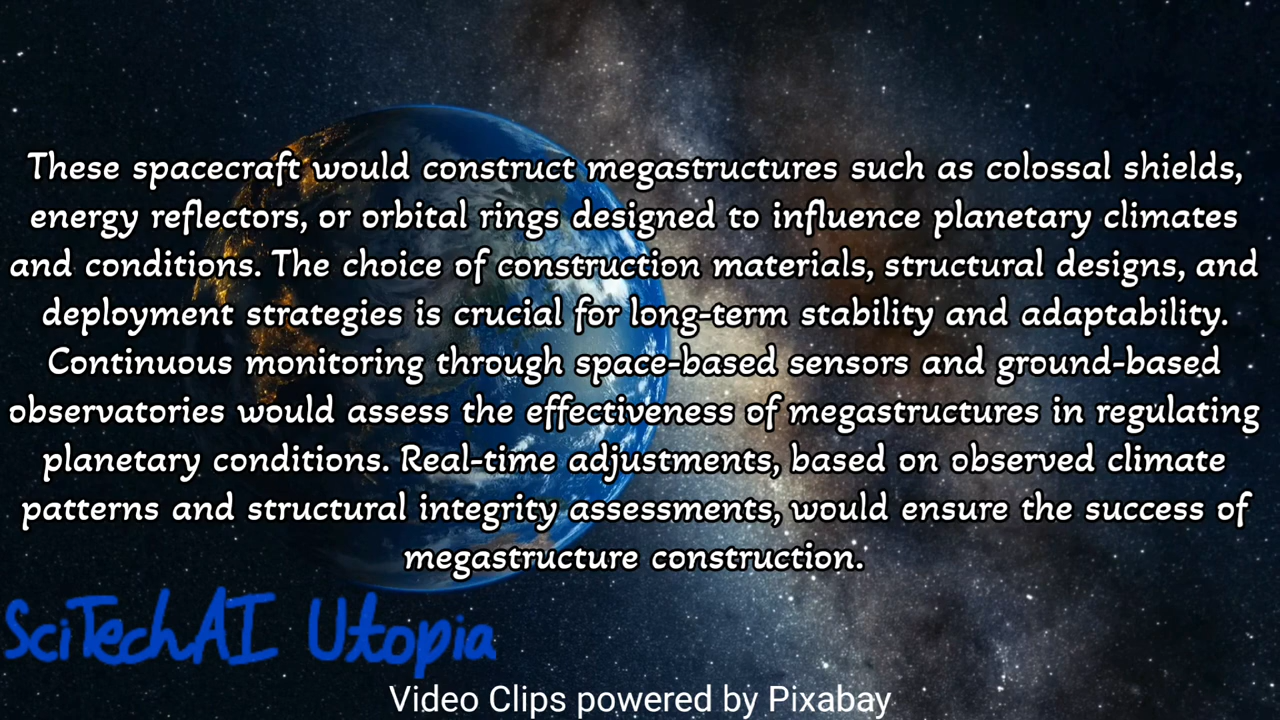 These spacecraft would construct megastructures such as colossal shields,
energy reflectors, or orbital rings designed to influence planetary climates
and conditions. The choice of construction materials, structural designs, and
deployment strategies is crucial for long-term stability and adaptability.
Continuous monitoring through space-based sensors and ground-based
observatories would assess the effectiveness of megastructures in regulating
planetary conditions. Real-time adjustments, based on observed climate
patterns and structural integrity assessments, would ensure the success of
megastructure construction.
SciTechAI Utopia
Video Clips powered by Pixabay